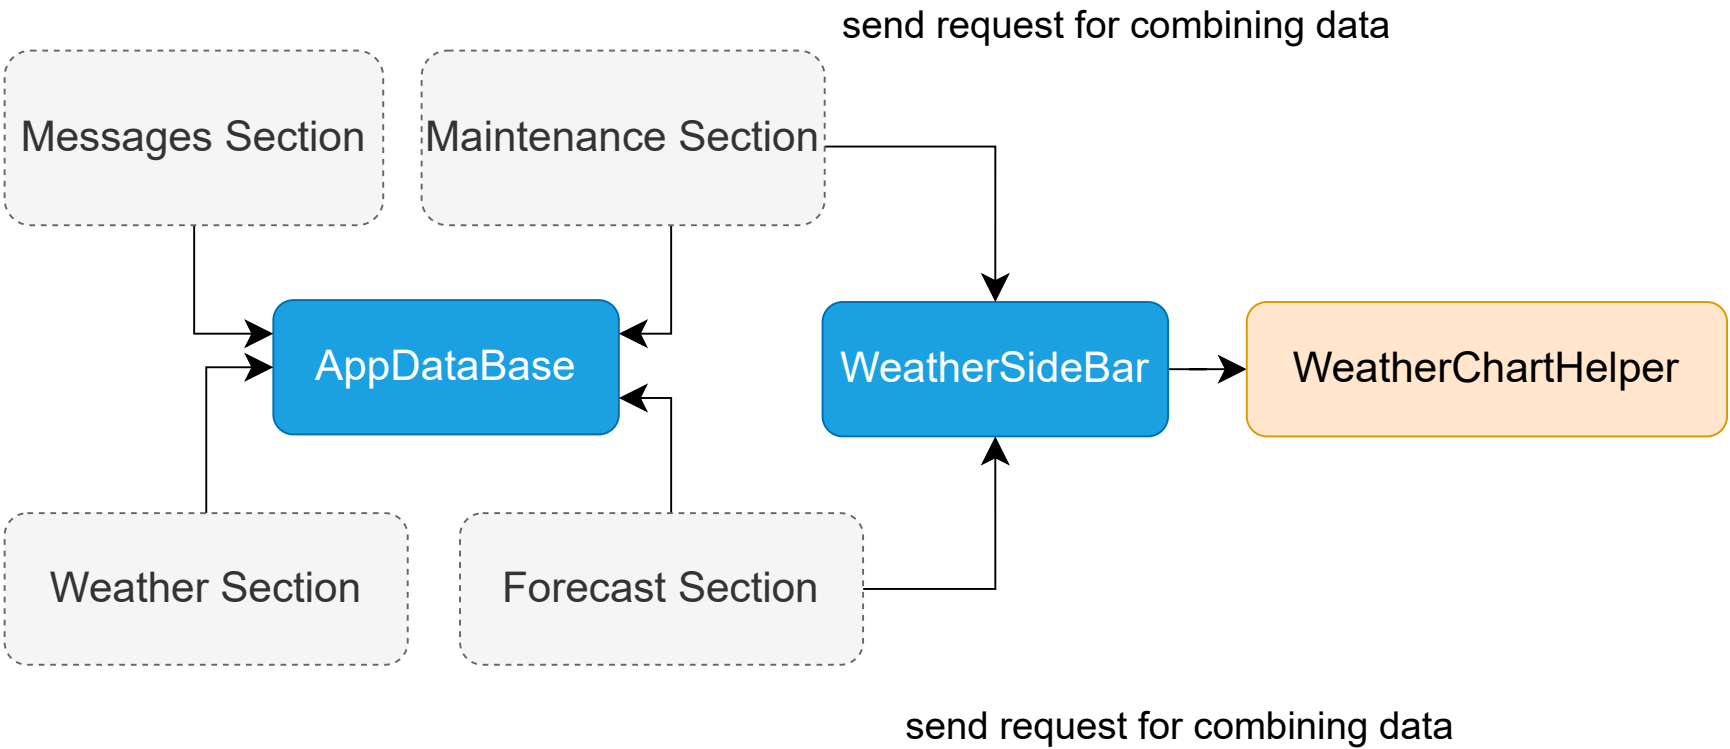 send request for combining data
Messages Section
Maintenance Section
AppDataBase
WeatherSideBar
WeatherChartHelper
Weather Section
Forecast Section
send request for combining data